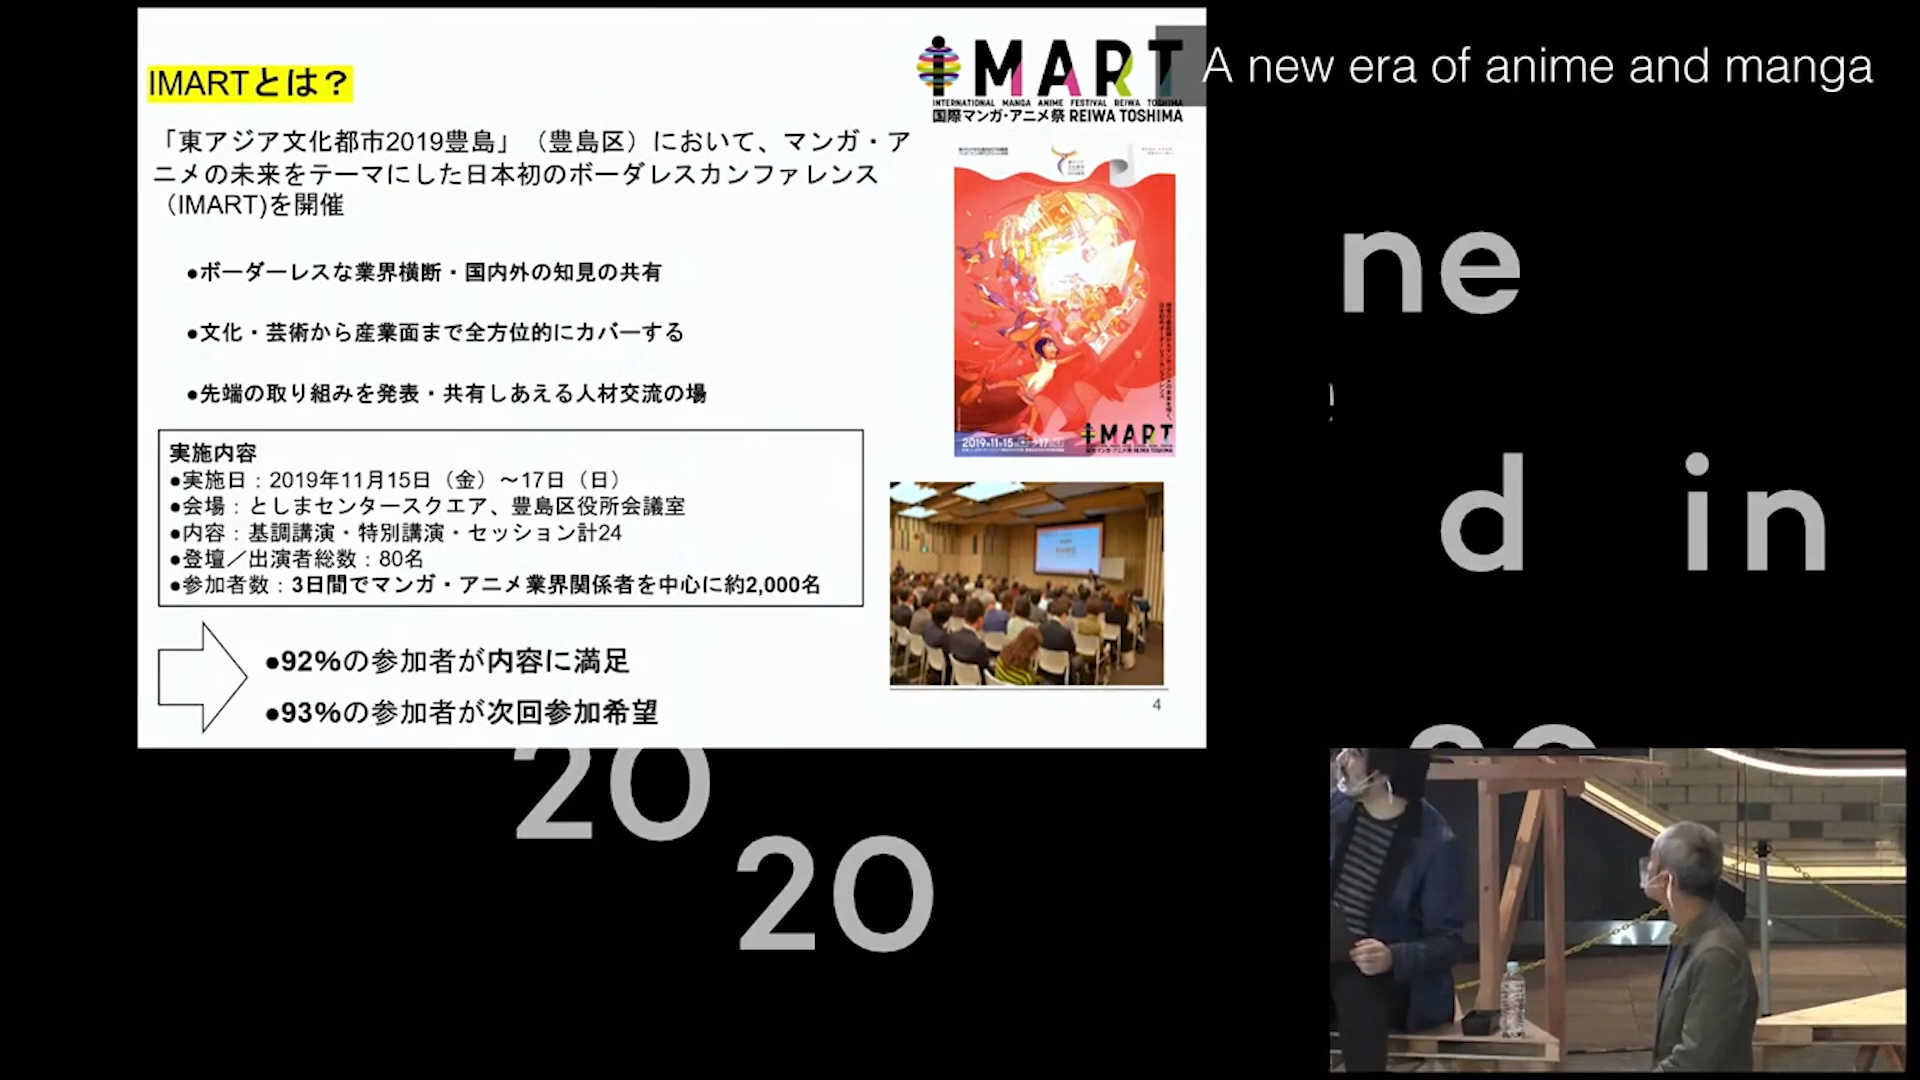 IMARTとは？
iMART
INTERNATIONAL MANGA ANIME FESTIVAL REIWA TOSHIMA
国際マンガ・アニメ祭 REIWA TOSHIMA
A new era of anime and manga
「東アジア文化都市2019豊島」（豊島区）において、マンガ・ア
ニメの未来をテーマにした日本初のボーダレスカンファレンス
（IMART)を開催
●ボーダーレスな業界横断・国内外の知見の共有
●文化・芸術から産業面まで全方位的にカバーする
●先端の取り組みを発表・共有しあえる人材交流の場
iMART
実施内容
●実施日：2019年11月15日（金）～17日（日）
●会場：としまセンタースクエア、豊島区役所会議室
●内容：基調講演・特別講演・セッション計24
●登壇／出演者総数：80名
●参加者数：3日間でマンガ・アニメ業界関係者を中心に約2,000名
●92%の参加者が内容に満足
●93%の参加者が次回参加希望
4
ne
d in
20
20